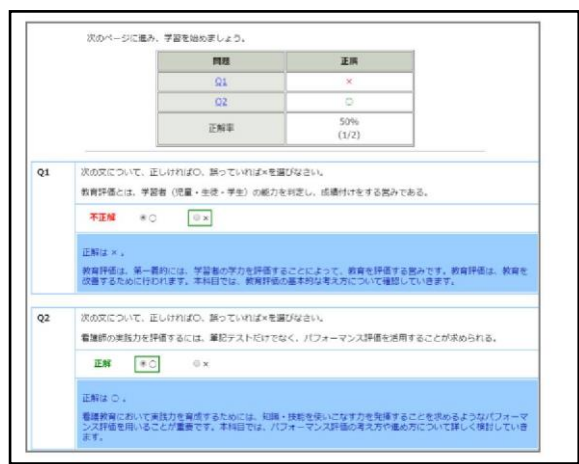 次のページに進み、学習を始めましょう。
問題 正誤
Q1 ×
Q2 ○
正解率 50%
(1/2)
Q1 次の文について、正しければ○、誤っていれば×を選びなさい。
教育評価とは、学習者（児童・生徒・学生）の能力を判定し、成績付けをする営みである。
不正解 ○ ×
正解は ×。
教育評価は、第一義的には、学習者の学力を評価することによって、教育を評価する営みです。教育評価は、教育を
改善するために行われます。本科目では、教育評価の基本的な考え方について確認していきます。
Q2 次の文について、正しければ○、誤っていれば×を選びなさい。
看護師の実践力を評価するには、筆記テストだけでなく、パフォーマンス評価を活用することが求められる。
正解 ○ ×
正解は ○。
看護教育において実践力を育成するためには、知識・技能を使いこなす力を発揮することを求めるようなパフォーマ
ンス評価を用いることが重要です。本科目では、パフォーマンス評価の考え方や進め方について詳しく検討していき
ます。